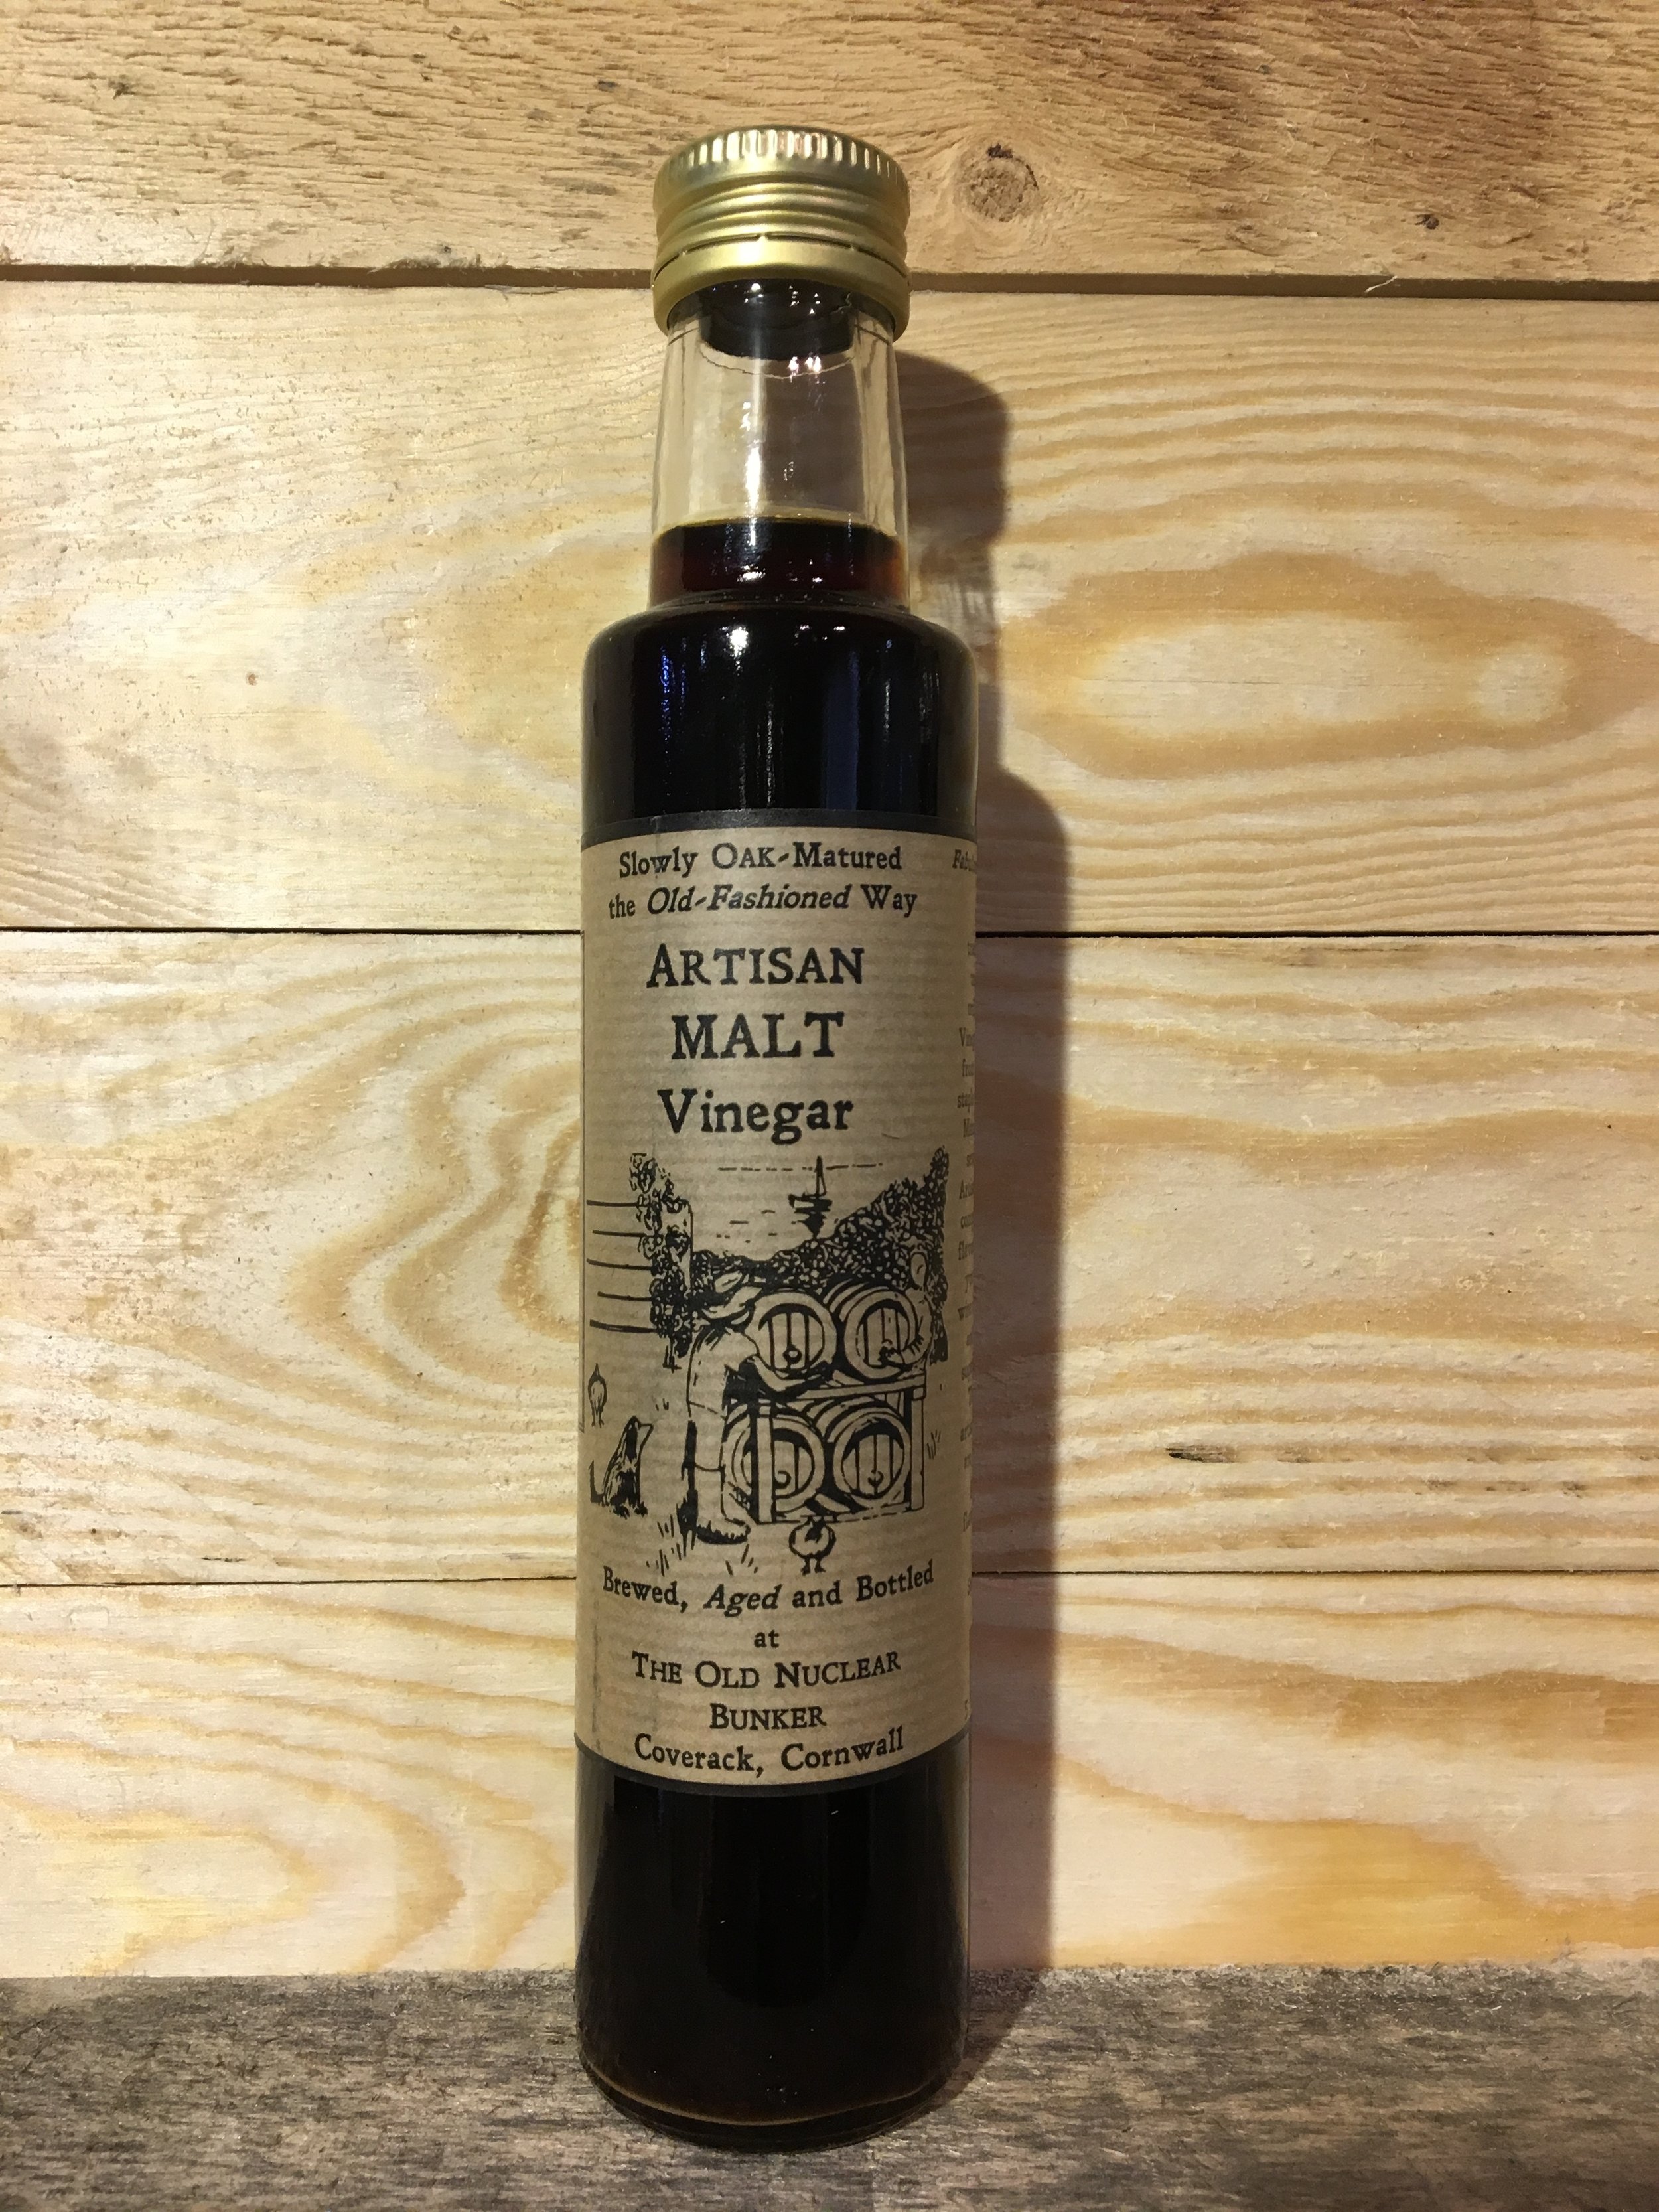 Slowly OAK-Matured
the Old-Fashioned Way
ARTISAN
MALT
Vinegar
Brewed, Aged and Bottled
at
THE OLD NUCLEAR
BUNKER
Coverack, Cornwall